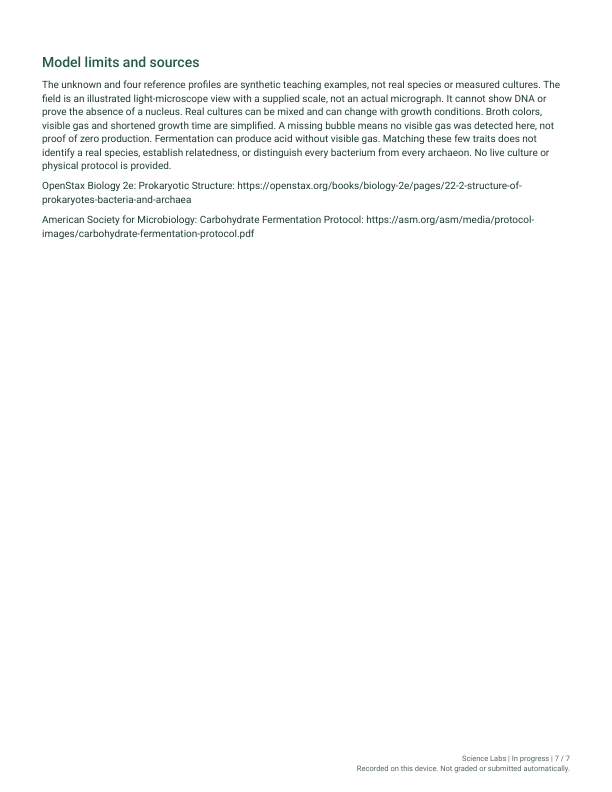 Model limits and sources
The unknown and four reference profiles are synthetic teaching examples, not real species or measured cultures. The
field is an illustrated light-microscope view with a supplied scale, not an actual micrograph. It cannot show DNA or
prove the absence of a nucleus. Real cultures can be mixed and can change with growth conditions. Broth colors,
visible gas and shortened growth time are simplified. A missing bubble means no visible gas was detected here, not
proof of zero production. Fermentation can produce acid without visible gas. Matching these few traits does not
identify a real species, establish relatedness, or distinguish every bacterium from every archaeon. No live culture or
physical protocol is provided.
OpenStax Biology 2e: Prokaryotic Structure: https://openstax.org/books/biology-2e/pages/22-2-structure-of-
prokaryotes-bacteria-and-archaea
American Society for Microbiology: Carbohydrate Fermentation Protocol: https://asm.org/asm/media/protocol-
images/carbohydrate-fermentation-protocol.pdf
Science Labs | In progress | 7 / 7
Recorded on this device. Not graded or submitted automatically.